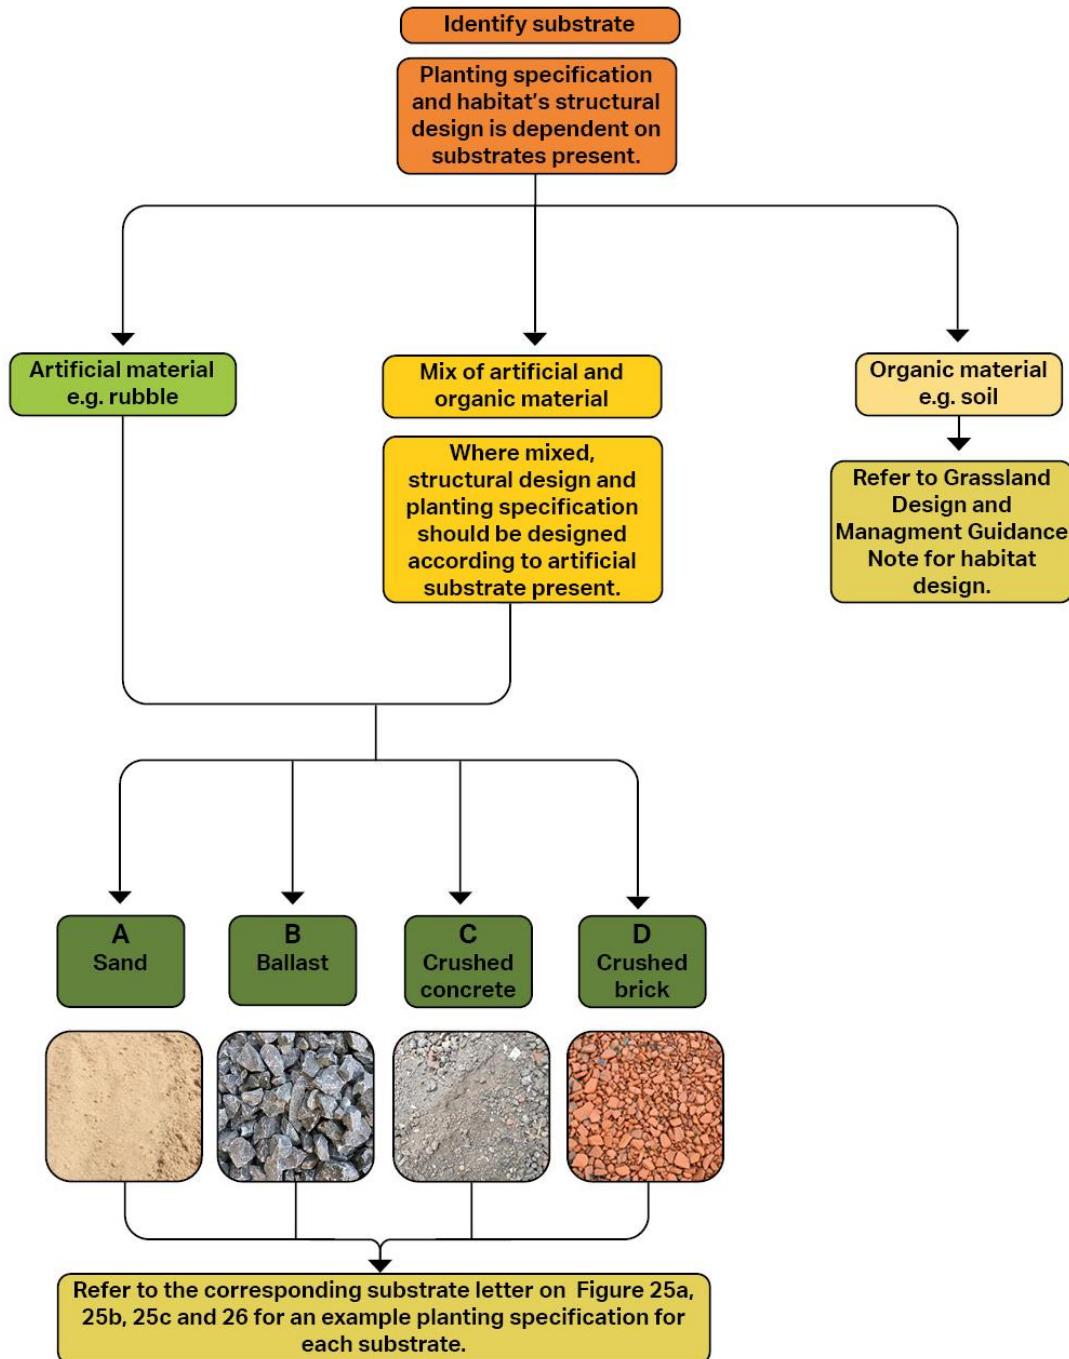 Identify substrate
Planting specification
and habitat's structural
design is dependent on
substrates present.
Artificial material
e.g. rubble
Mix of artificial and
organic material
Organic material
e.g. soil
Where mixed,
structural design and
planting specification
should be designed
according to artificial
substrate present.
Refer to Grassland
Design and
Managment Guidance
Note for habitat
design.
A
Sand
B
Ballast
C
Crushed
concrete
D
Crushed
brick
Refer to the corresponding substrate letter on Figure 25a,
25b, 25c and 26 for an example planting specification for
each substrate.